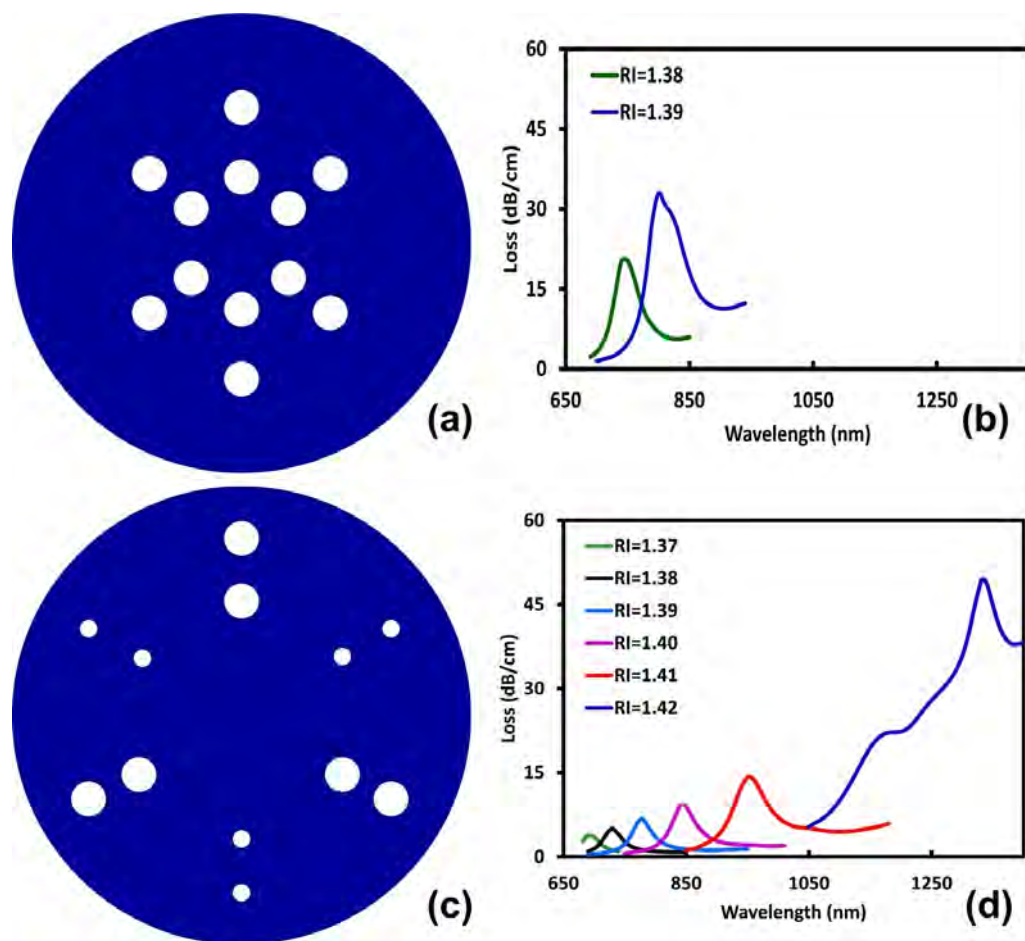 (a)
60
45
30
15
0
Loss (dB/cm)
RI=1.38
RI=1.39
650
850
1050
1250
Wavelength (nm)
(b)
(c)
60
45
30
15
0
Loss (dB/cm)
RI=1.37
RI=1.38
RI=1.39
RI=1.40
RI=1.41
RI=1.42
650
850
1050
1250
Wavelength (nm)
(d)